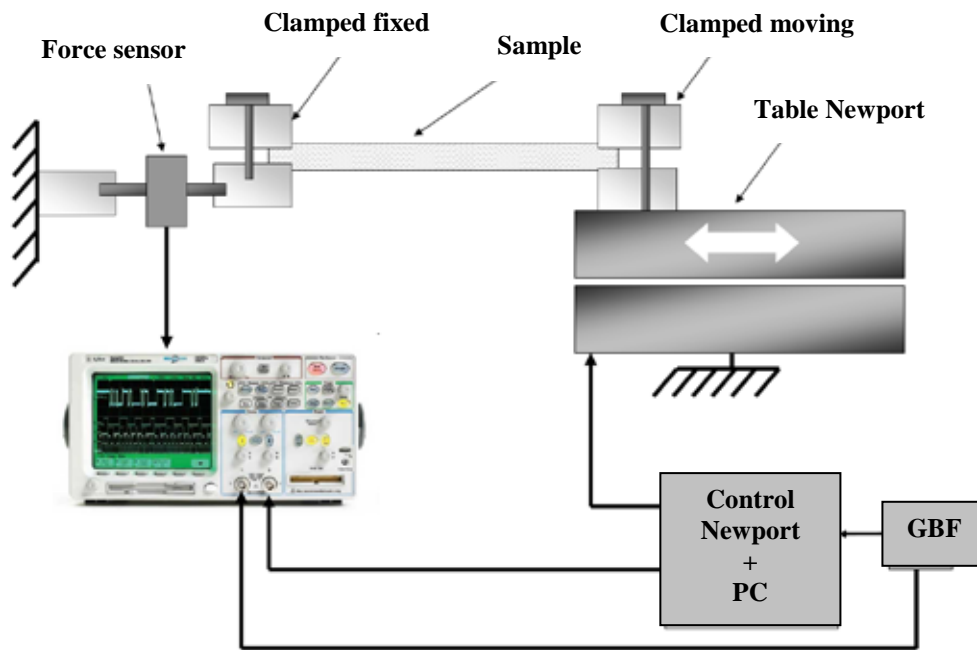 Clamped fixed
Clamped moving
Force sensor
Sample
Table Newport
Control
Newport
+
PC
GBF